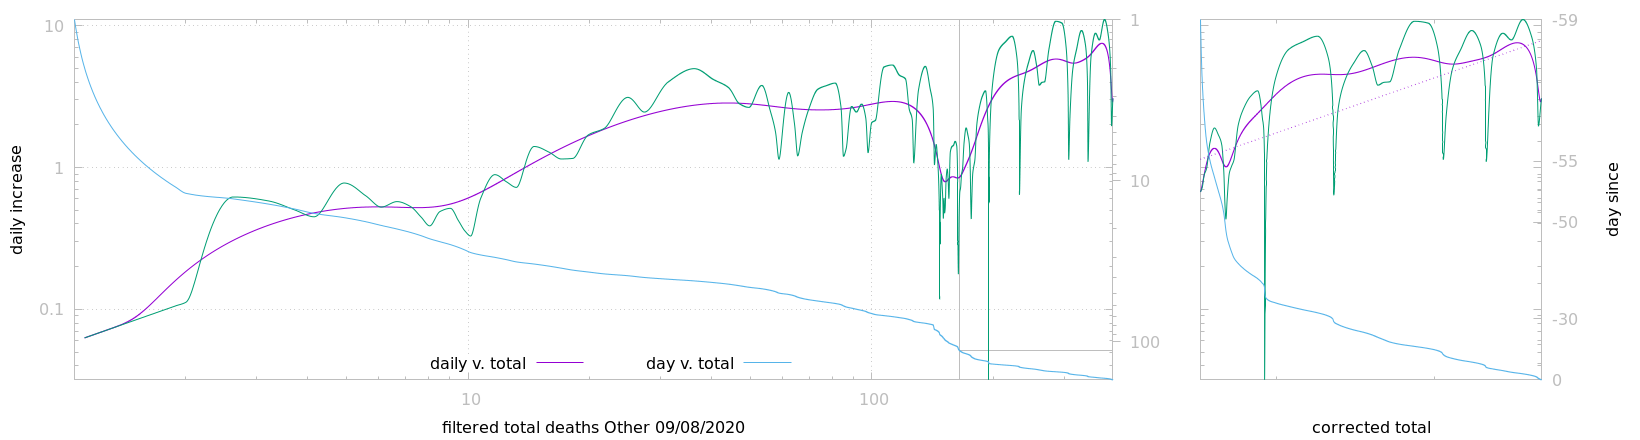 10
1
0.1
daily increase
daily v. total
day v. total
10
100
filtered total deaths Other 09/08/2020
1
10
100
-59
-55
-50
-30
0
day since
corrected total